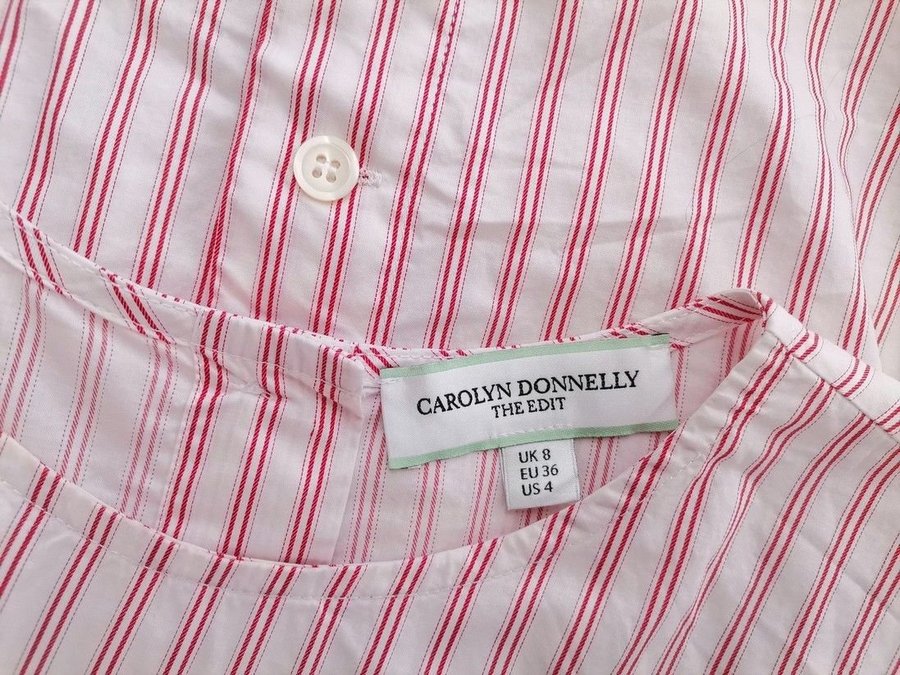 CAROLYN DONNELLY
THE EDIT
UK 8
EU 36
US 4